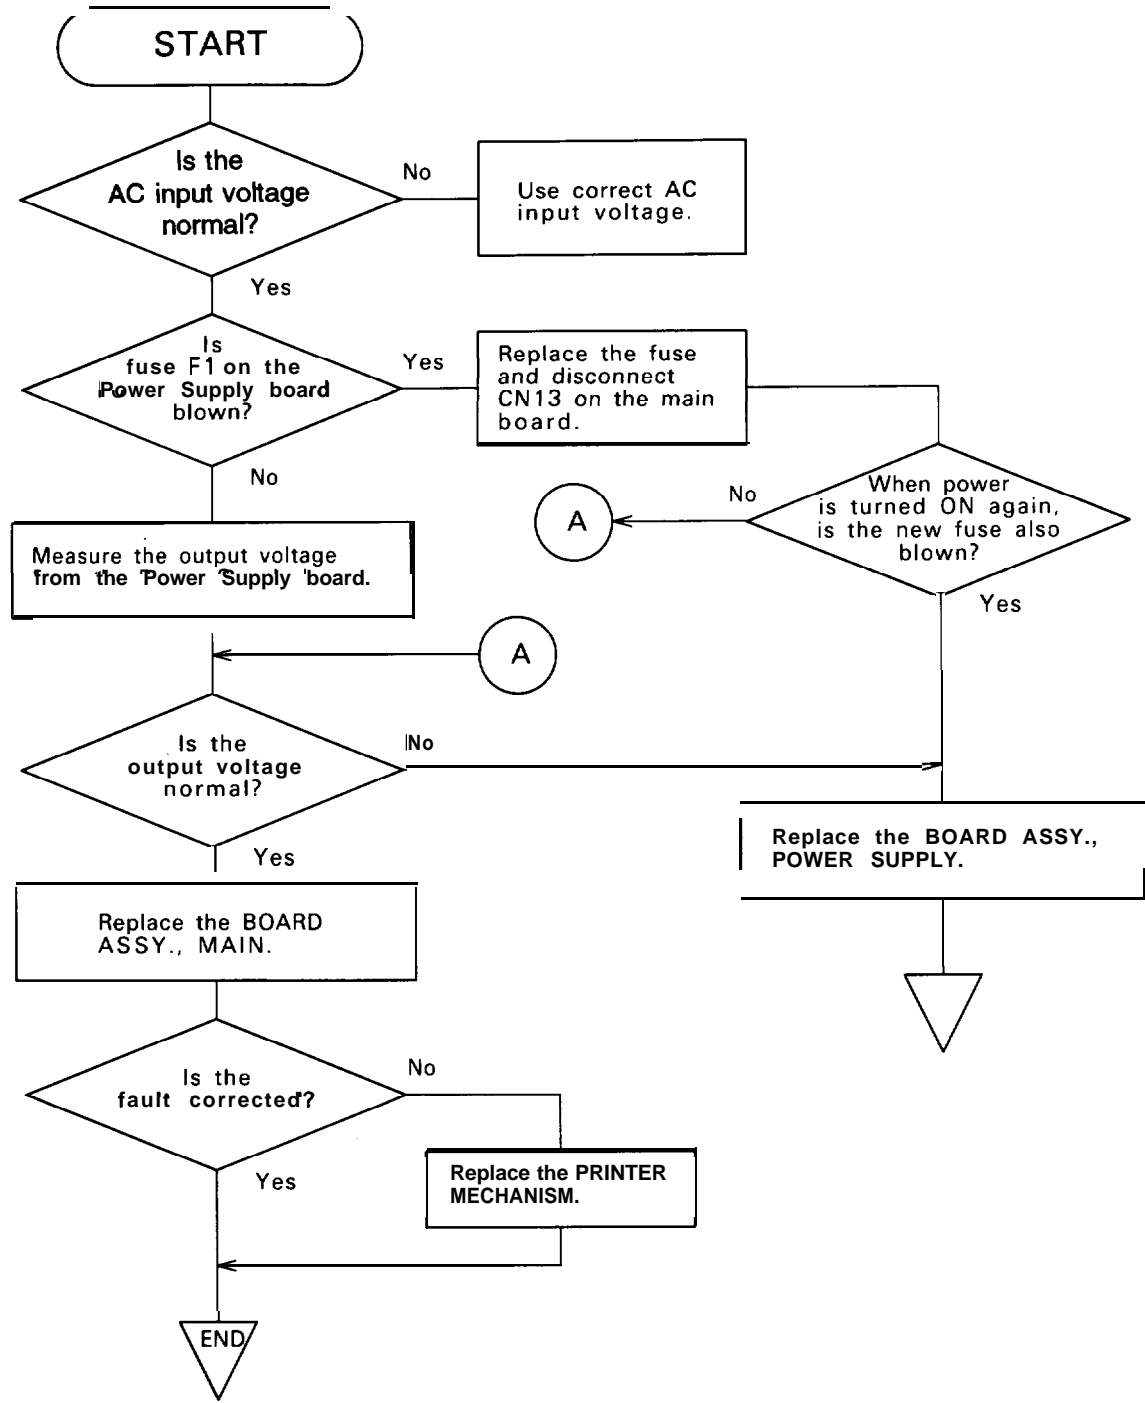 START
Is the
AC input voltage
normal?
No
Use correct AC
input voltage.
Yes
Is
fuse F1 on the
Power Supply board
blown?
Yes
Replace the fuse
and disconnect
CN13 on the main
board.
No
When power
is turned ON again,
is the new fuse also
blown?
No
A
Yes
Measure the output voltage
from the Power Supply board.
A
Is the
output voltage
normal?
No
Yes
Replace the BOARD ASSY.,
POWER SUPPLY.
Replace the BOARD
ASSY., MAIN.
Is the
fault corrected?
No
Yes
Replace the PRINTER
MECHANISM.
END